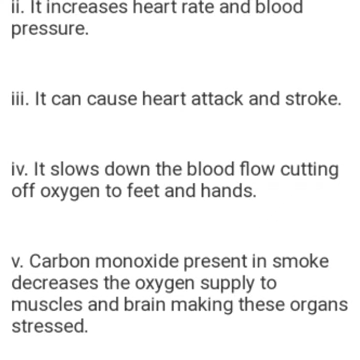 ii. It increases heart rate and blood
pressure.
iii. It can cause heart attack and stroke.
iv. It slows down the blood flow cutting
off oxygen to feet and hands.
v. Carbon monoxide present in smoke
decreases the oxygen supply to
muscles and brain making these organs
stressed.